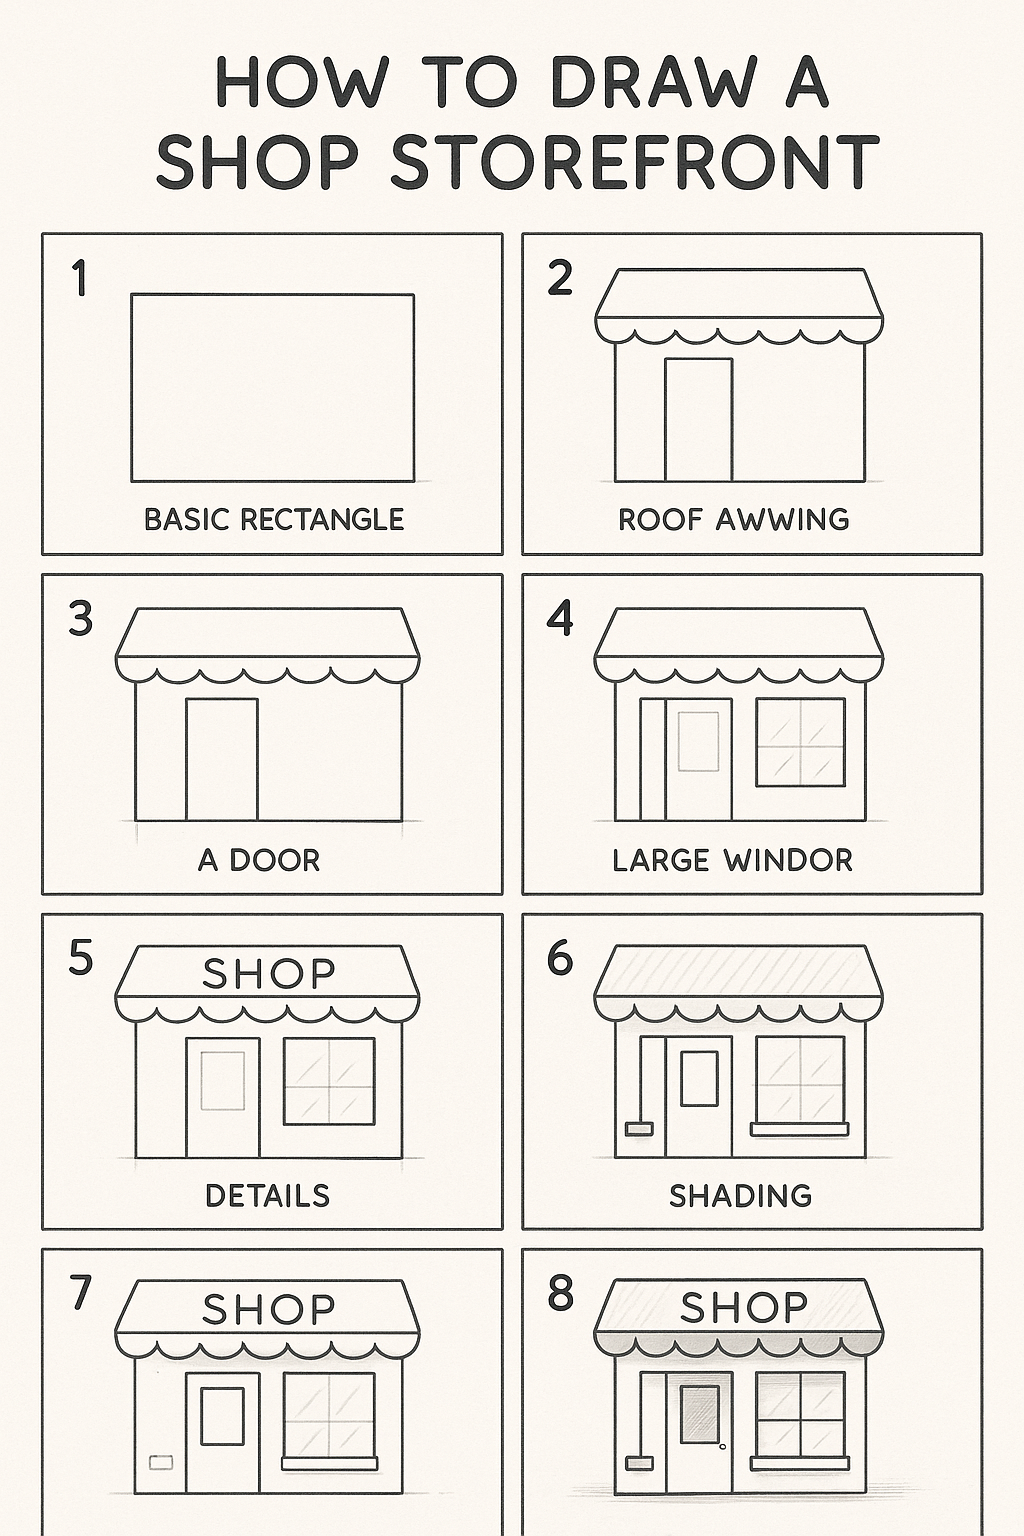 HOW TO DRAW A
SHOP STOREFRONT
1
BASIC RECTANGLE
2
ROOF AWWING
3
A DOOR
4
LARGE WINDOR
5
SHOP
DETAILS
6
SHADING
7
SHOP
8
SHOP